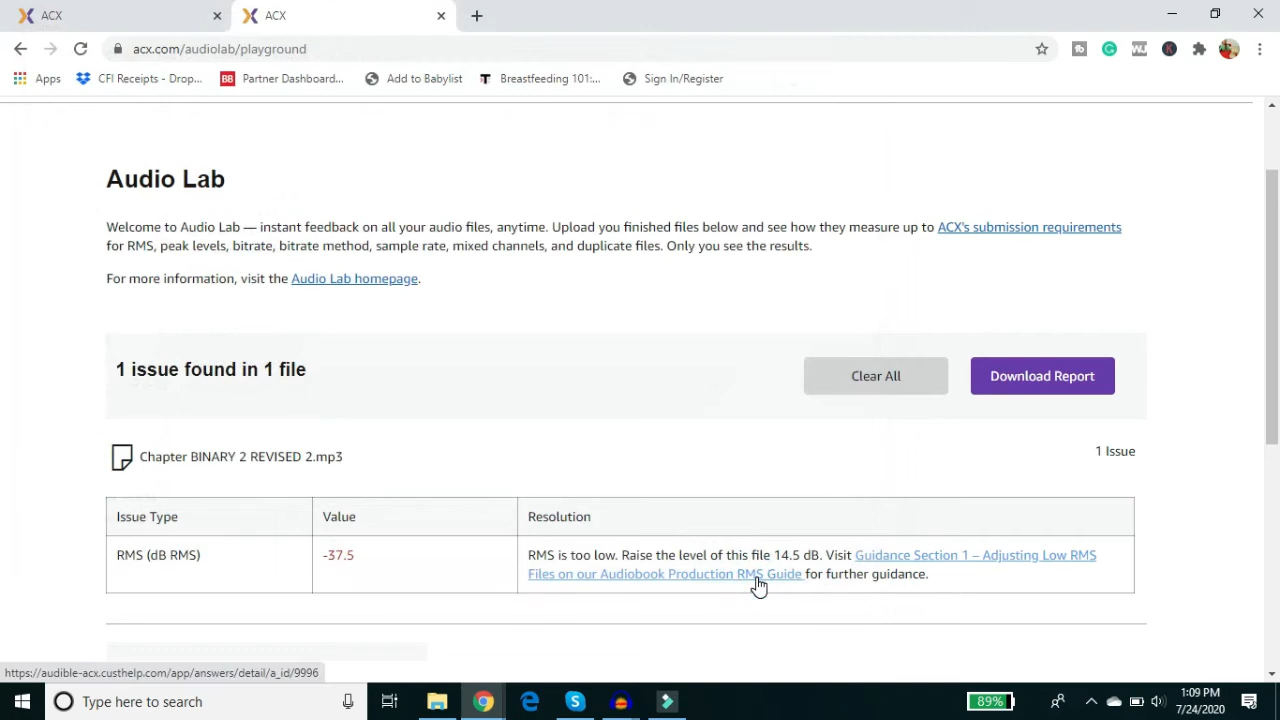 ACX
ACX
acx.com/audiolab/playground
Apps
CFI Receipts - Drop...
BB
Partner Dashboard...
Add to Babylist
Breastfeeding 101:...
Sign In/Register
Audio Lab
Welcome to Audio Lab — instant feedback on all your audio files, anytime. Upload you finished files below and see how they measure up to ACX's submission requirements
for RMS, peak levels, bitrate, bitrate method, sample rate, mixed channels, and duplicate files. Only you see the results.
For more information, visit the Audio Lab homepage.
1 issue found in 1 file
Clear All
Download Report
Chapter BINARY 2 REVISED 2.mp3
1 Issue
Issue Type
Value
Resolution
RMS (dB RMS)
-37.5
RMS is too low. Raise the level of this file 14.5 dB. Visit Guidance Section 1 – Adjusting Low RMS
Files on our Audiobook Production RMS Guide for further guidance.
https://audible-acx.custhelp.com/app/answers/detail/a_id/9996
Type here to search
89%
1:09 PM
7/24/2020